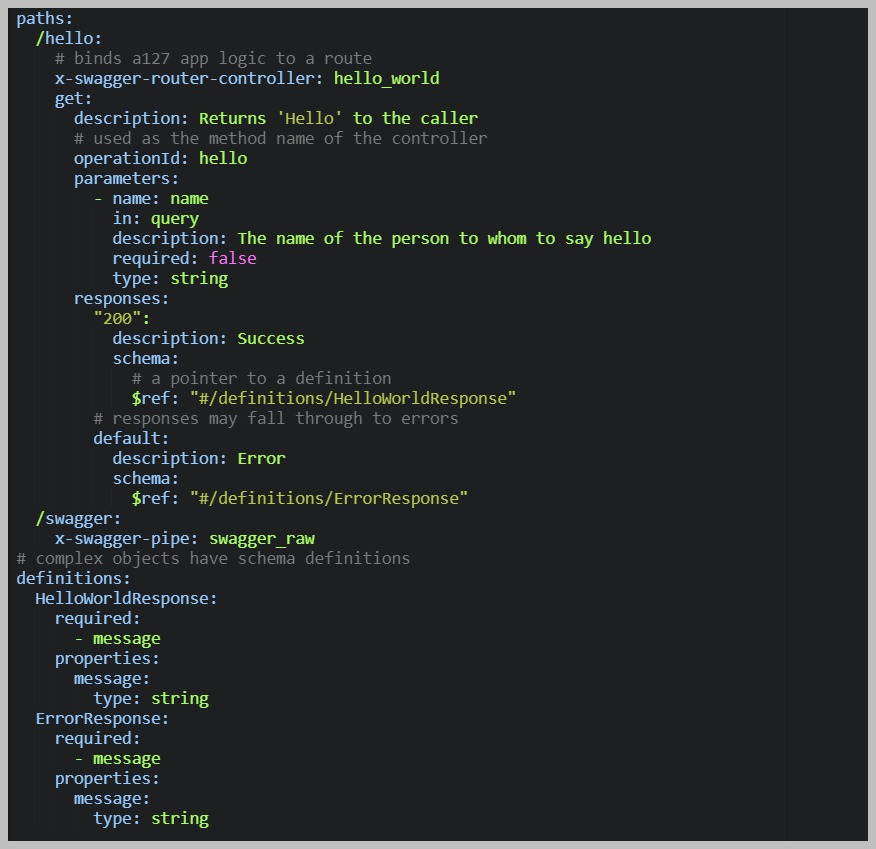 paths:
  /hello:
    # binds a127 app logic to a route
    x-swagger-router-controller: hello_world
    get:
      description: Returns 'Hello' to the caller
      # used as the method name of the controller
      operationId: hello
      parameters:
        - name: name
          in: query
          description: The name of the person to whom to say hello
          required: false
          type: string
      responses:
        "200":
          description: Success
          schema:
            # a pointer to a definition
            $ref: "#/definitions/HelloWorldResponse"
        # responses may fall through to errors
        default:
          description: Error
          schema:
            $ref: "#/definitions/ErrorResponse"
  /swagger:
    x-swagger-pipe: swagger_raw
# complex objects have schema definitions
definitions:
  HelloWorldResponse:
    required:
      - message
    properties:
      message:
        type: string
  ErrorResponse:
    required:
      - message
    properties:
      message:
        type: string